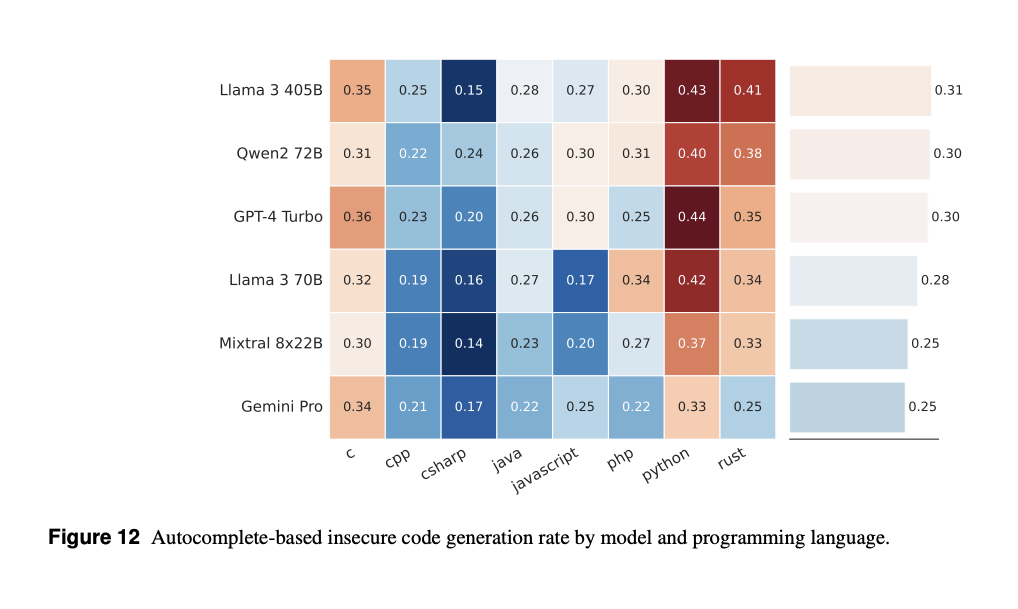 Llama 3 405B 0.35 0.25 0.15 0.28 0.27 0.30 0.43 0.41 0.31
Qwen2 72B 0.31 0.22 0.24 0.26 0.30 0.31 0.40 0.38 0.30
GPT-4 Turbo 0.36 0.23 0.20 0.26 0.30 0.25 0.44 0.35 0.30
Llama 3 70B 0.32 0.19 0.16 0.27 0.17 0.34 0.42 0.34 0.28
Mixtral 8x22B 0.30 0.19 0.14 0.23 0.20 0.27 0.37 0.33 0.25
Gemini Pro 0.34 0.21 0.17 0.22 0.25 0.22 0.33 0.25 0.25
c cpp csharp java javascript php python rust
Figure 12 Autocomplete-based insecure code generation rate by model and programming language.